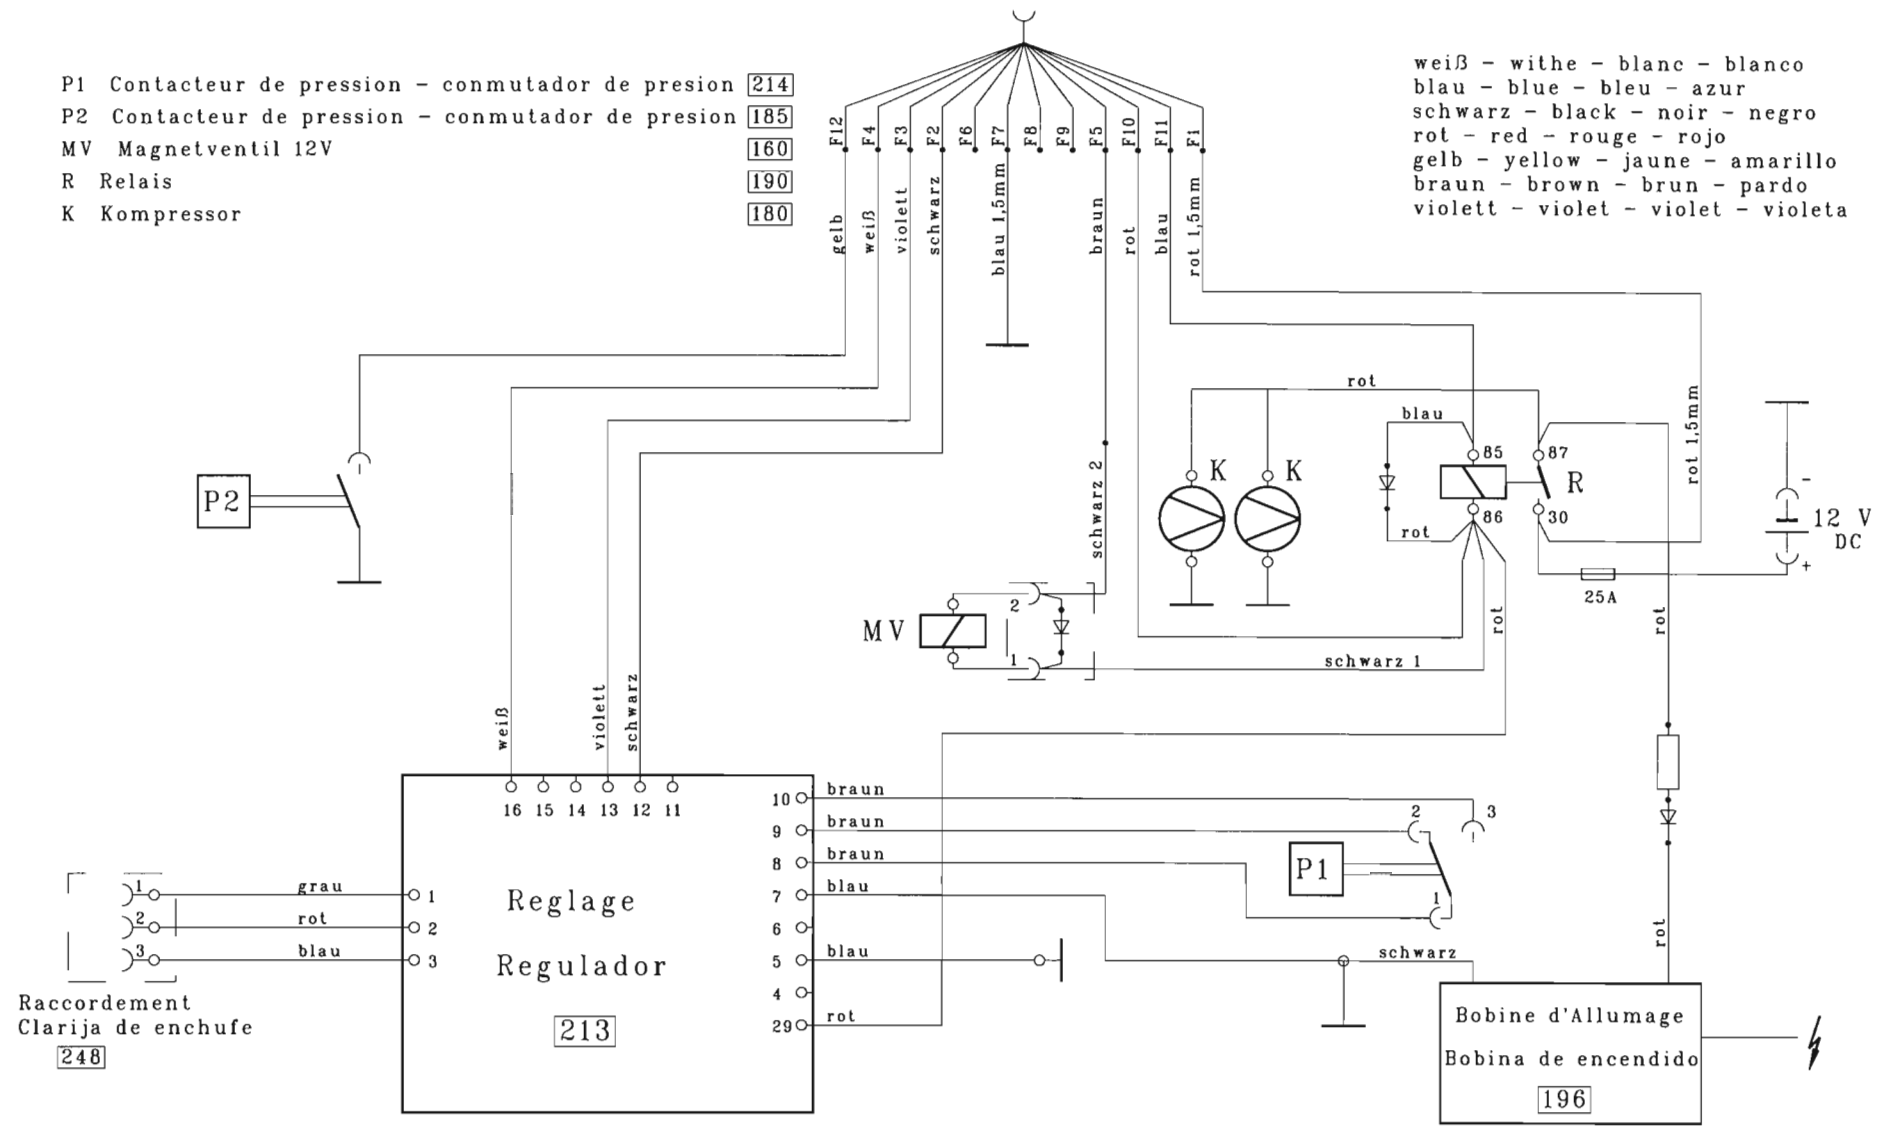 P1 Contacteur de pression - conmutador de presion 214
P2 Contacteur de pression - conmutador de presion 185
MV Magnetventil 12V 160
R Relais 190
K Kompressor 180
weiß - withe - blanc - blanco
blau - blue - bleu - azur
schwarz - black - noir - negro
rot - red - rouge - rojo
gelb - yellow - jaune - amarillo
braun - brown - brun - pardo
violett - violet - violet - violeta
F12
F4
F3
F2
F6
F7
F8
F9
F5
F10
F11
F1
gelb
weiß
violett
schwarz
blau 1,5mm
braun
rot
blau
rot 1,5mm
rot
blau
rot 1,5mm
85
87
K
K
R
P2
schwarz 2
86
30
rot
-
12 V
DC
+
25A
2
MV
1
rot
rot
schwarz 1
weiß
violett
schwarz
16
15
14
13
12
11
10
braun
9
braun
8
braun
7
blau
6
5
blau
4
29
rot
2
3
P1
1
1
grau
1
2
rot
2
3
blau
3
Reglage
Regulador
213
schwarz
rot
Raccordement
Clarija de enchufe
248
Bobine d'Allumage
Bobina de encendido
196